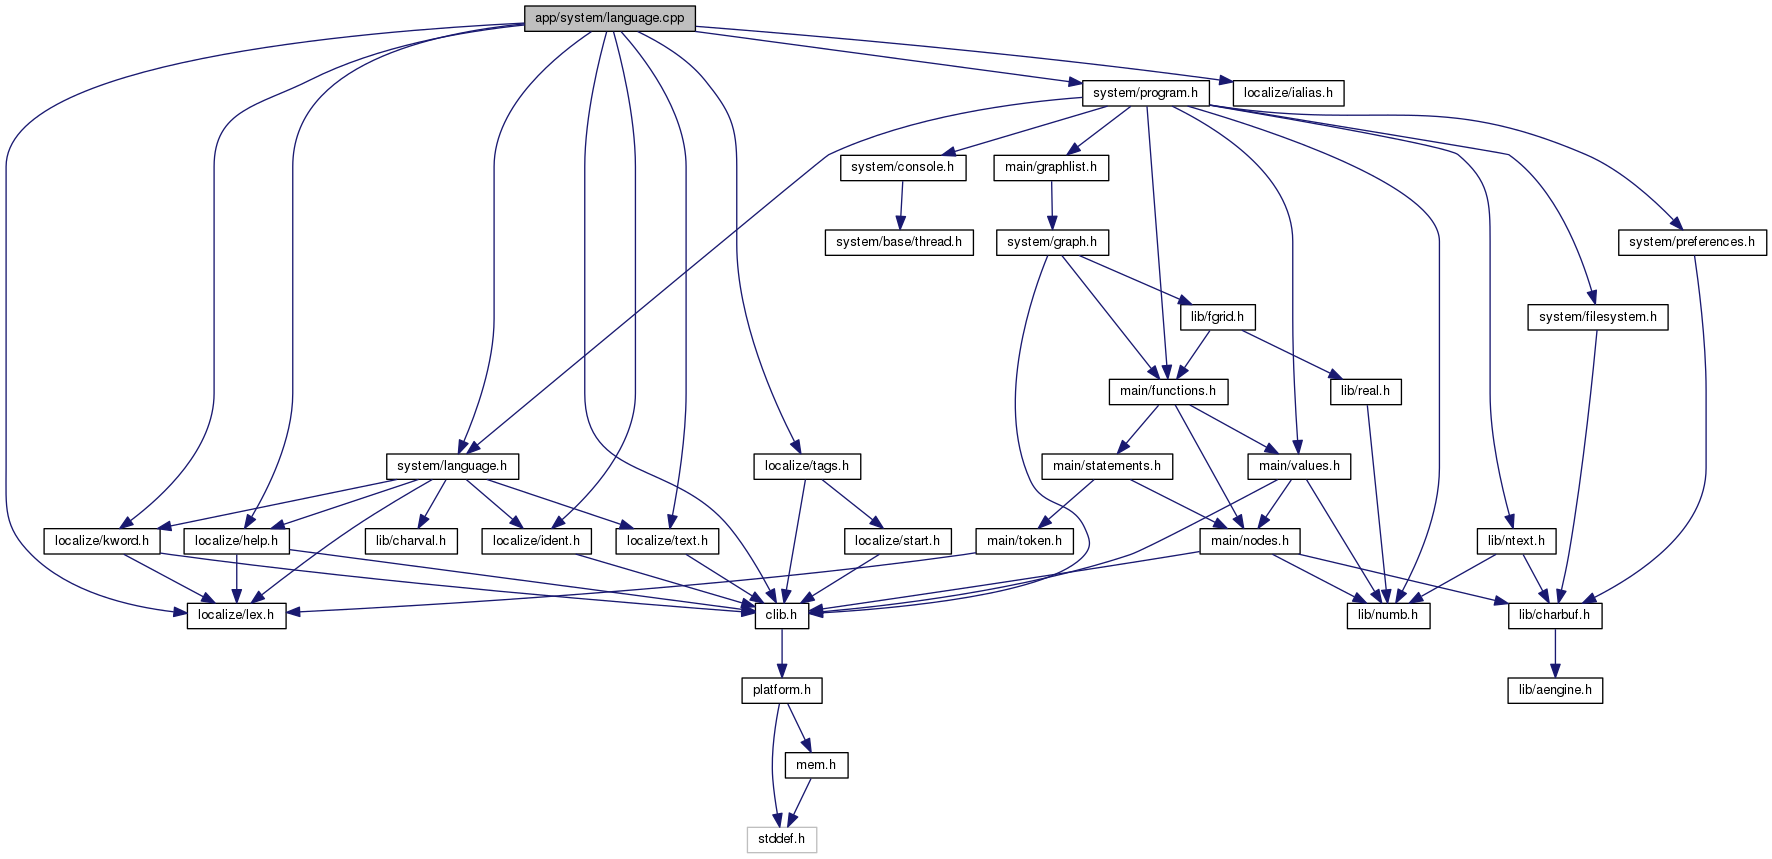 app/system/language.cpp
system/program.h
localize/ialias.h
system/console.h
main/graphlist.h
system/base/thread.h
system/graph.h
system/preferences.h
lib/fgrid.h
system/filesystem.h
main/functions.h
lib/real.h
system/language.h
localize/tags.h
main/statements.h
main/values.h
localize/kword.h
localize/help.h
lib/charval.h
localize/ident.h
localize/text.h
localize/start.h
main/token.h
main/nodes.h
lib/ntext.h
localize/lex.h
clib.h
lib/numb.h
lib/charbuf.h
platform.h
lib/aengine.h
mem.h
stddef.h